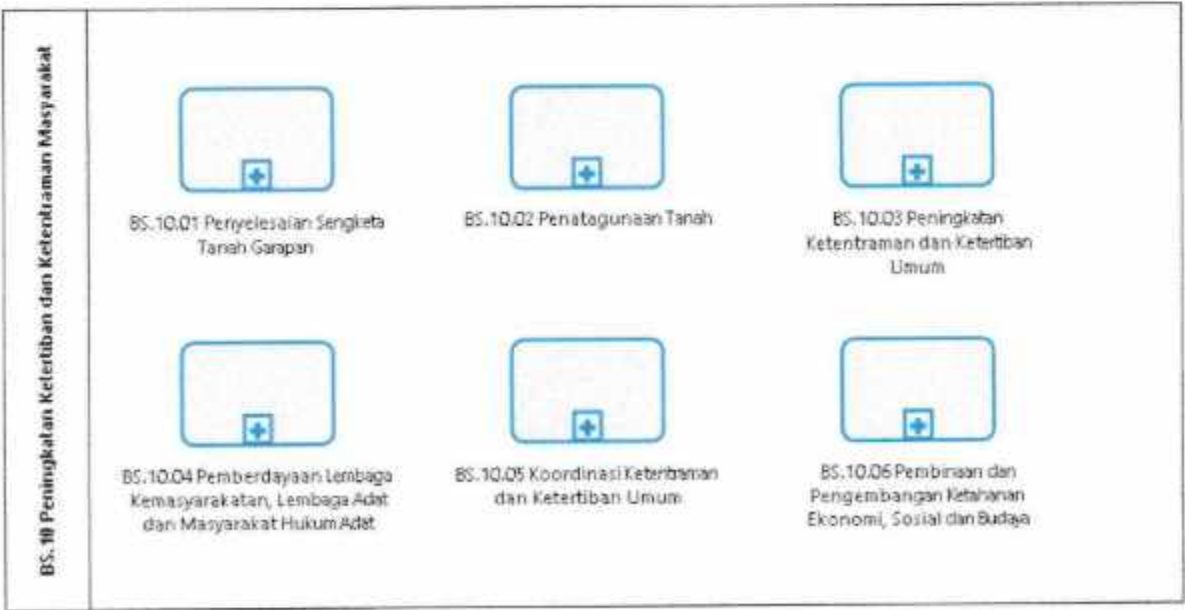 BS.10 Peningkatan Ketertiban dan Ketentraman Masyarakat
BS.10.01 Penyelesaian Sengketa
Tanah Garapan
BS.10.02 Penatagunaan Tanah
BS.10.03 Peningkatan
Ketentraman dan Ketertiban
Umum
BS.10.04 Pemberdayaan Lembaga
Kemasyarakatan, Lembaga Adat
dan Masyarakat Hukum Adat
BS.10.05 Koordinasi Ketentraman
dan Ketertiban Umum
BS.10.06 Pembinaan dan
Pengembangan Ketahanan
Ekonomi, Sosial dan Budaya